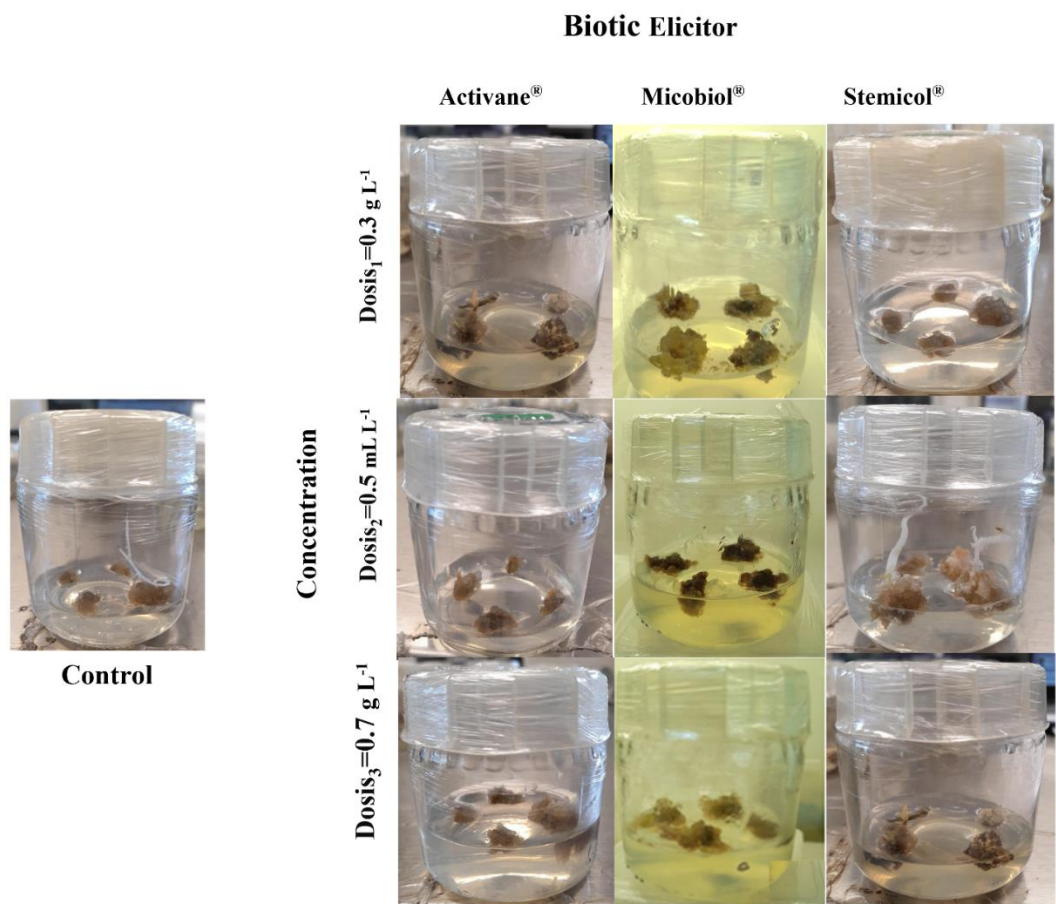 Biotic Elicitor
Activane® Micobiol® Stemicol®
Dosis₁=0.3 g L⁻¹
Concentration
Dosis₂=0.5 mL L⁻¹
Control
Dosis₃=0.7 g L⁻¹